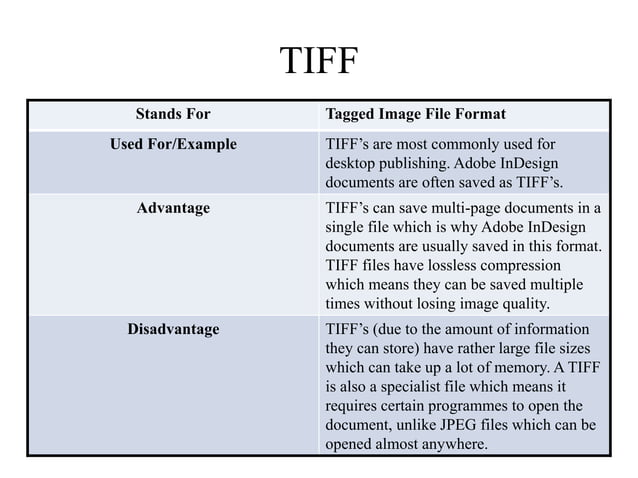 TIFF
Stands For
Tagged Image File Format
Used For/Example
TIFF’s are most commonly used for
desktop publishing. Adobe InDesign
documents are often saved as TIFF’s.
Advantage
TIFF’s can save multi-page documents in a
single file which is why Adobe InDesign
documents are usually saved in this format.
TIFF files have lossless compression
which means they can be saved multiple
times without losing image quality.
Disadvantage
TIFF’s (due to the amount of information
they can store) have rather large file sizes
which can take up a lot of memory. A TIFF
is also a specialist file which means it
requires certain programmes to open the
document, unlike JPEG files which can be
opened almost anywhere.